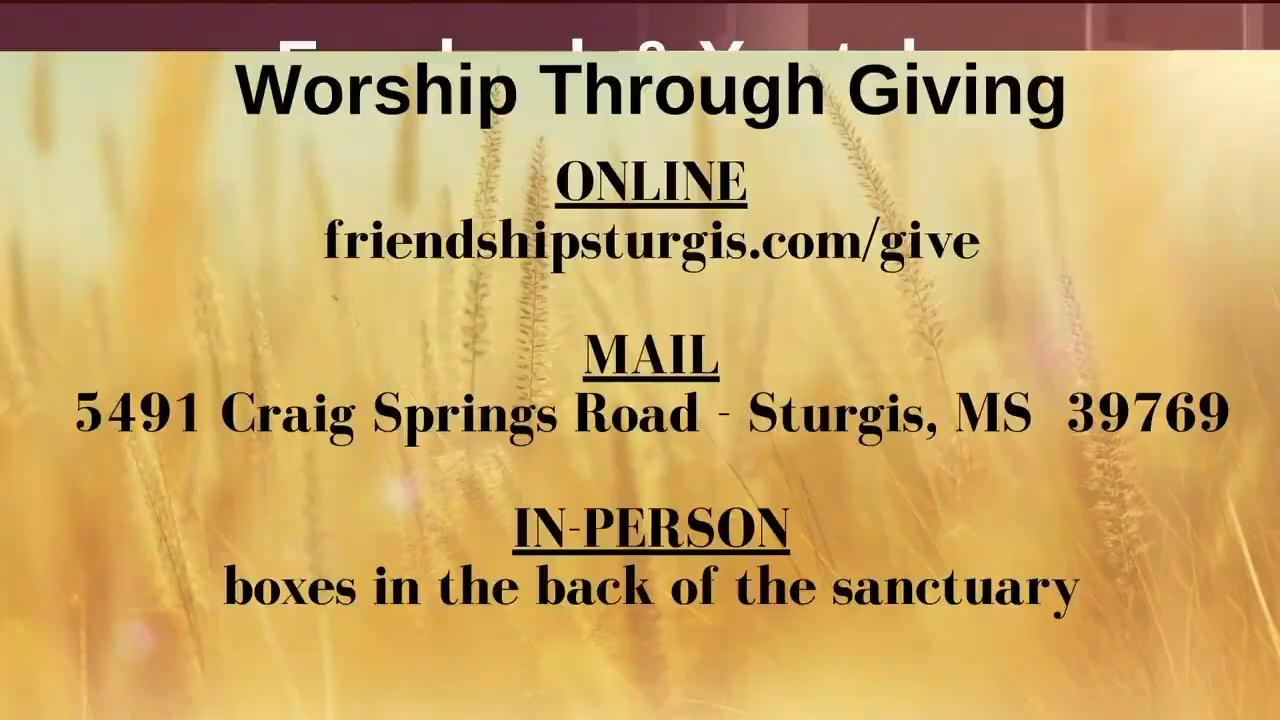 Worship Through Giving
ONLINE
friendshipsturgis.com/give
MAIL
5491 Craig Springs Road - Sturgis, MS 39769
IN-PERSON
boxes in the back of the sanctuary